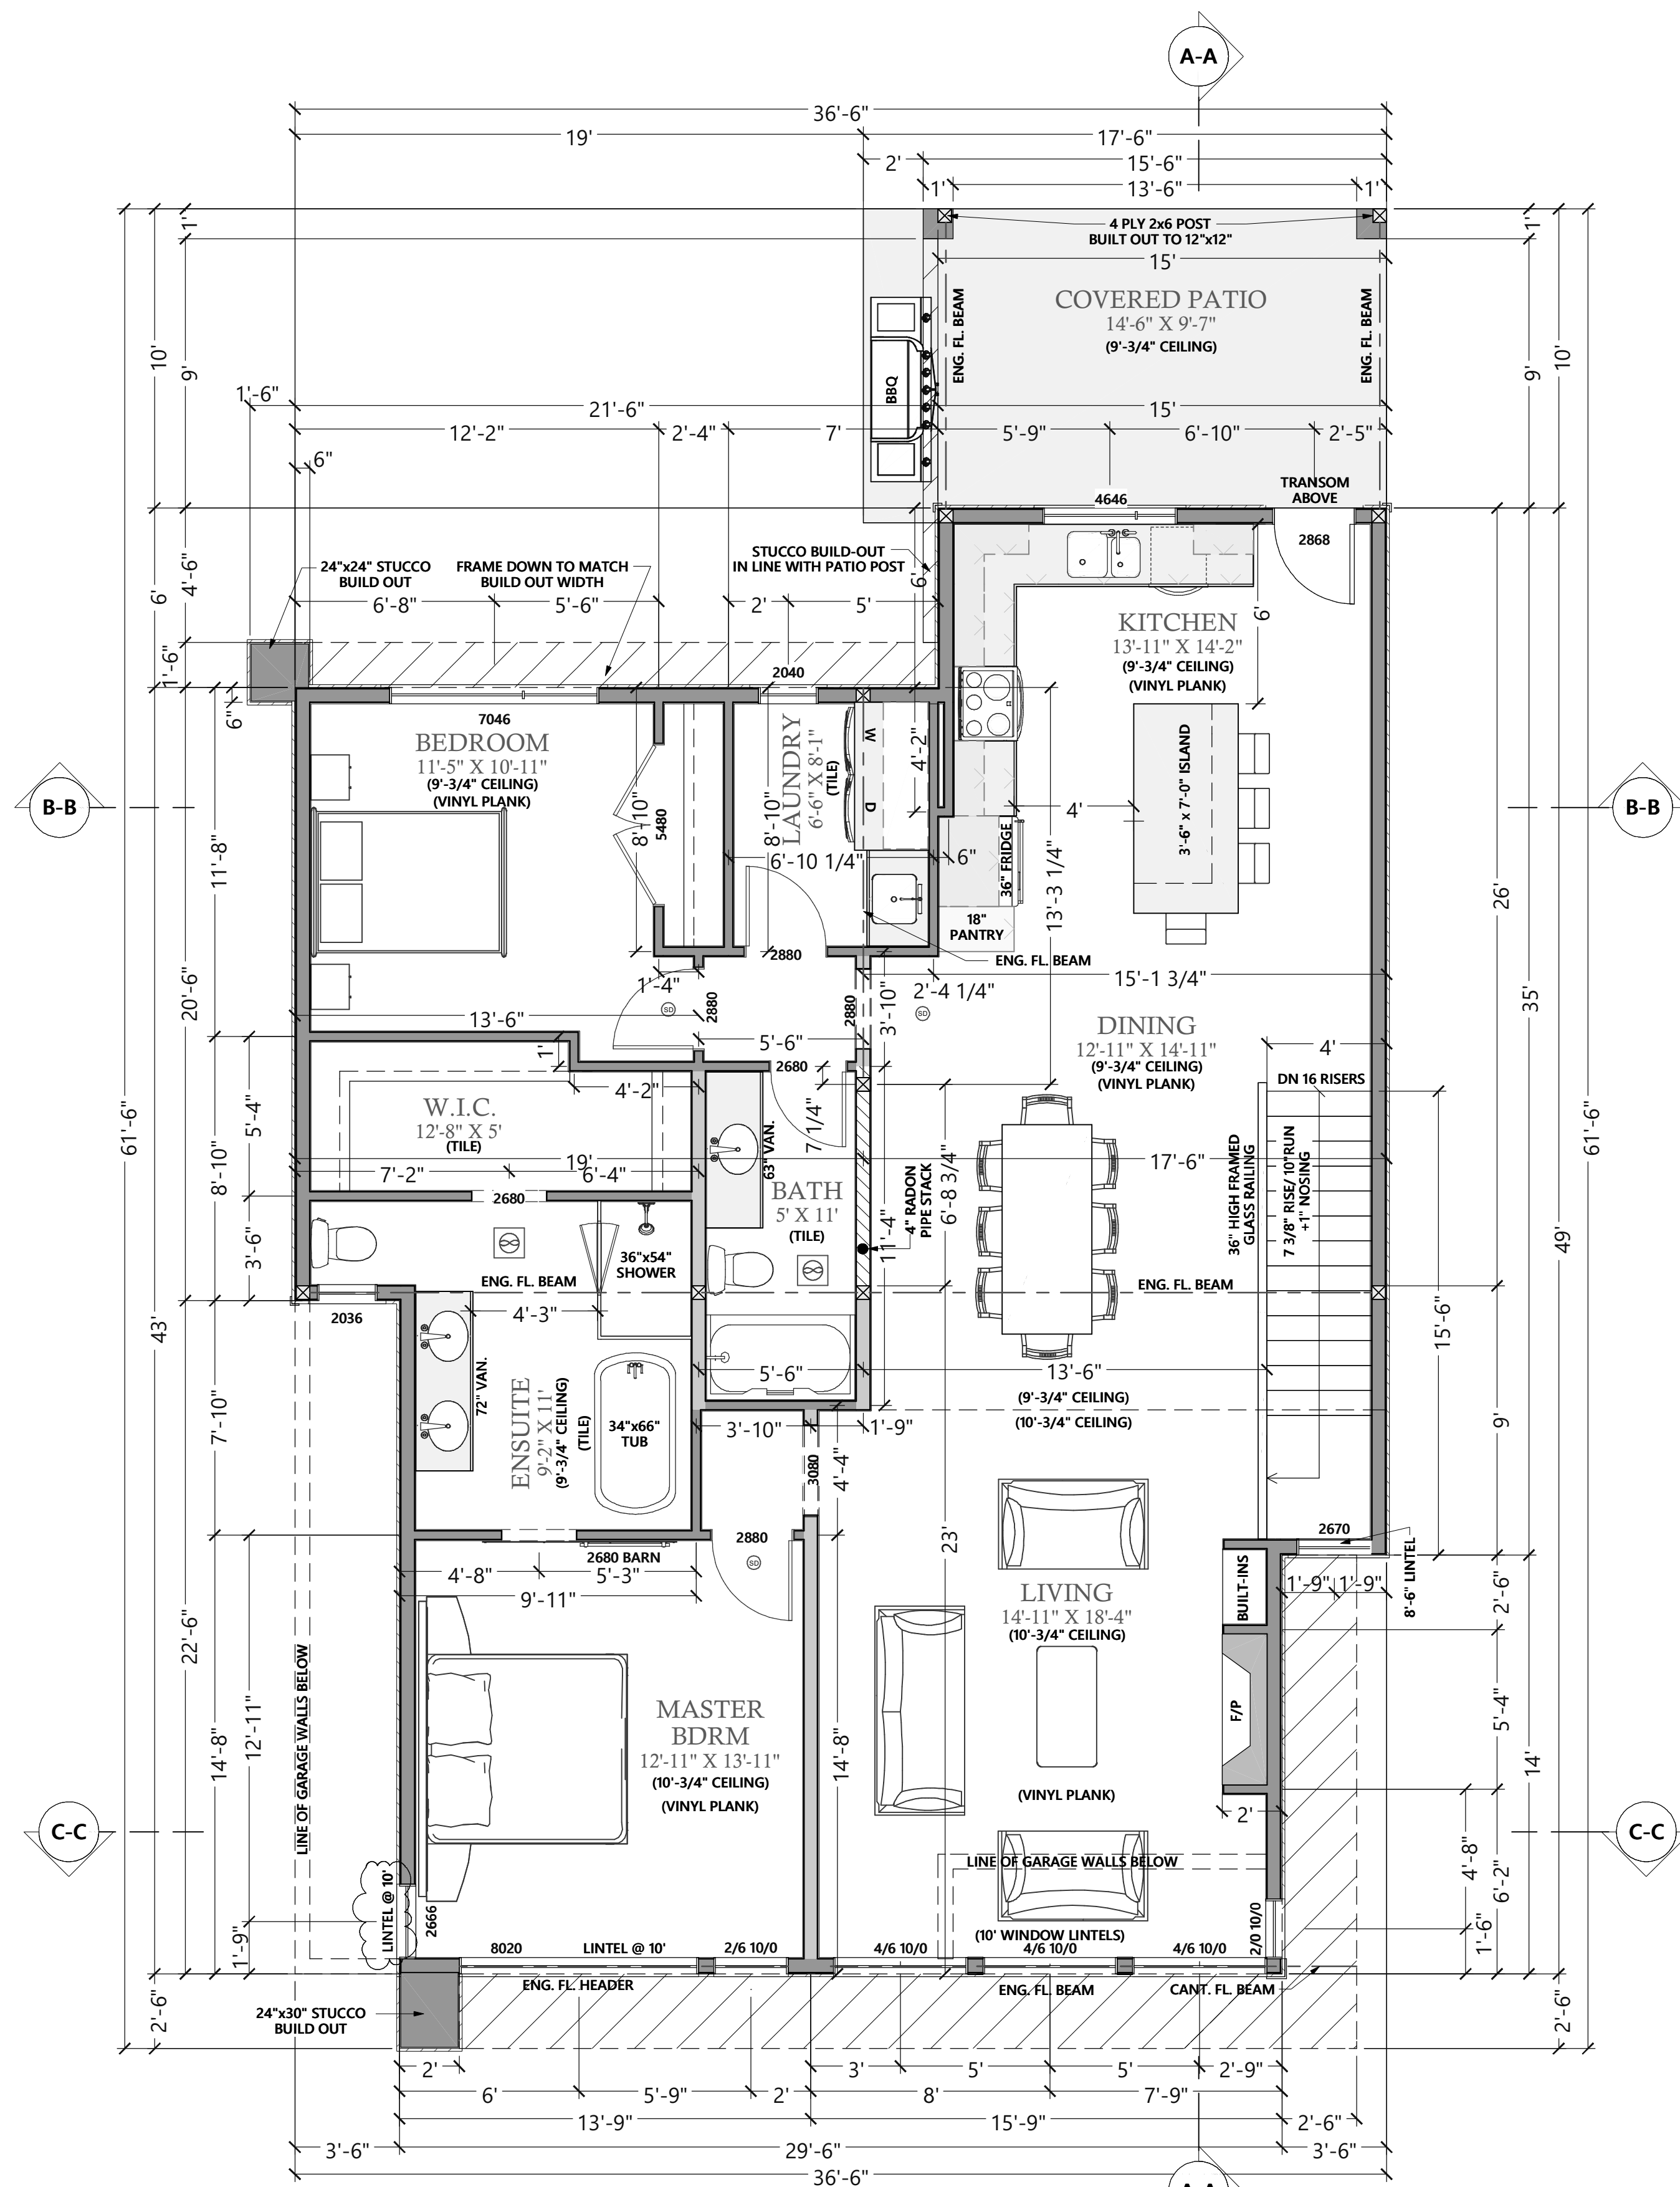 A-A
36'-6"
19'
17'-6"
2'
15'-6"
1'
13'-6"
1'
1'
4 PLY 2x6 POST
BUILT OUT TO 12"x12"
1'
15'
ENG. FL. BEAM
COVERED PATIO
14'-6" X 9'-7"
(9'-3/4" CEILING)
ENG. FL. BEAM
10'
9'
BBQ
9'
10'
1'-6"
21'-6"
15'
12'-2"
2'-4"
7'
5'-9"
6'-10"
2'-5"
6"
TRANSOM
ABOVE
4646
2868
STUCCO BUILD-OUT
IN LINE WITH PATIO POST
24"x24" STUCCO
BUILD OUT
FRAME DOWN TO MATCH
BUILD OUT WIDTH
6'
4'-6"
6'
6'-8"
5'-6"
2'
5'
6'
KITCHEN
13'-11" X 14'-2"
(9'-3/4" CEILING)
(VINYL PLANK)
1'-6"
2040
6"
7046
BEDROOM
11'-5" X 10'-11"
(9'-3/4" CEILING)
(VINYL PLANK)
LAUNDRY
6'-6" X 8'-1"
(TILE)
W
D
4'-2"
3'-6" x 7'-0" ISLAND
B-B
B-B
4'
11'-8"
8'-10"
5480
8'-10"
6'-10 1/4"
6"
36" FRIDGE
13'-3 1/4"
26'
18"
PANTRY
2880
ENG. FL. BEAM
1'-4"
2'-4 1/4"
15'-1 3/4"
20'-6"
2880
2880
3'-10"
SD
SD
35'
13'-6"
5'-6"
DINING
12'-11" X 14'-11"
(9'-3/4" CEILING)
(VINYL PLANK)
4'
1'
2680
DN 16 RISERS
4'-2"
W.I.C.
12'-8" X 5'
(TILE)
5'-4"
61'-6"
61'-6"
7 1/4"
63" VAN.
8'-10"
19'
7'-2"
6'-4"
17'-6"
2680
BATH
5' X 11'
(TILE)
4" RADON
PIPE STACK
6'-8 3/4"
36" HIGH FRAMED
GLASS RAILING
7 3/8" RISE/ 10" RUN
+1" NOSING
11'-4"
49'
3'-6"
36"x54"
SHOWER
ENG. FL. BEAM
ENG. FL. BEAM
2036
4'-3"
43'
15'-6"
72" VAN.
5'-6"
13'-6"
ENSUITE
9'-2" X 11'
(9'-3/4" CEILING)
(TILE)
34"x66"
TUB
(9'-3/4" CEILING)
(10'-3/4" CEILING)
7'-10"
3'-10"
1'-9"
9'
3080
4'-4"
2880
SD
23'
2670
2680 BARN
4'-8"
5'-3"
9'-11"
LIVING
14'-11" X 18'-4"
(10'-3/4" CEILING)
BUILT-INS
1'-9"
1'-9"
8'-6" LINTEL
2'-6"
22'-6"
LINE OF GARAGE WALLS BELOW
MASTER
BDRM
12'-11" X 13'-11"
(10'-3/4" CEILING)
(VINYL PLANK)
F/P
5'-4"
14'-8"
12'-11"
14'-8"
14'
(VINYL PLANK)
2'
C-C
C-C
LINE OF GARAGE WALLS BELOW
4'-8"
6'-2"
LINTEL @ 10'
2666
1'-9"
(10' WINDOW LINTELS)
2/6 10/0
1'-6"
8020
LINTEL @ 10'
2/6 10/0
4/6 10/0
4/6 10/0
4/6 10/0
ENG. FL. HEADER
ENG. FL. BEAM
CANT. FL. BEAM
24"x30" STUCCO
BUILD OUT
2'-6"
2'-6"
2'
3'
5'
5'
2'-9"
6'
5'-9"
2'
8'
7'-9"
13'-9"
15'-9"
2'-6"
3'-6"
29'-6"
3'-6"
36'-6"